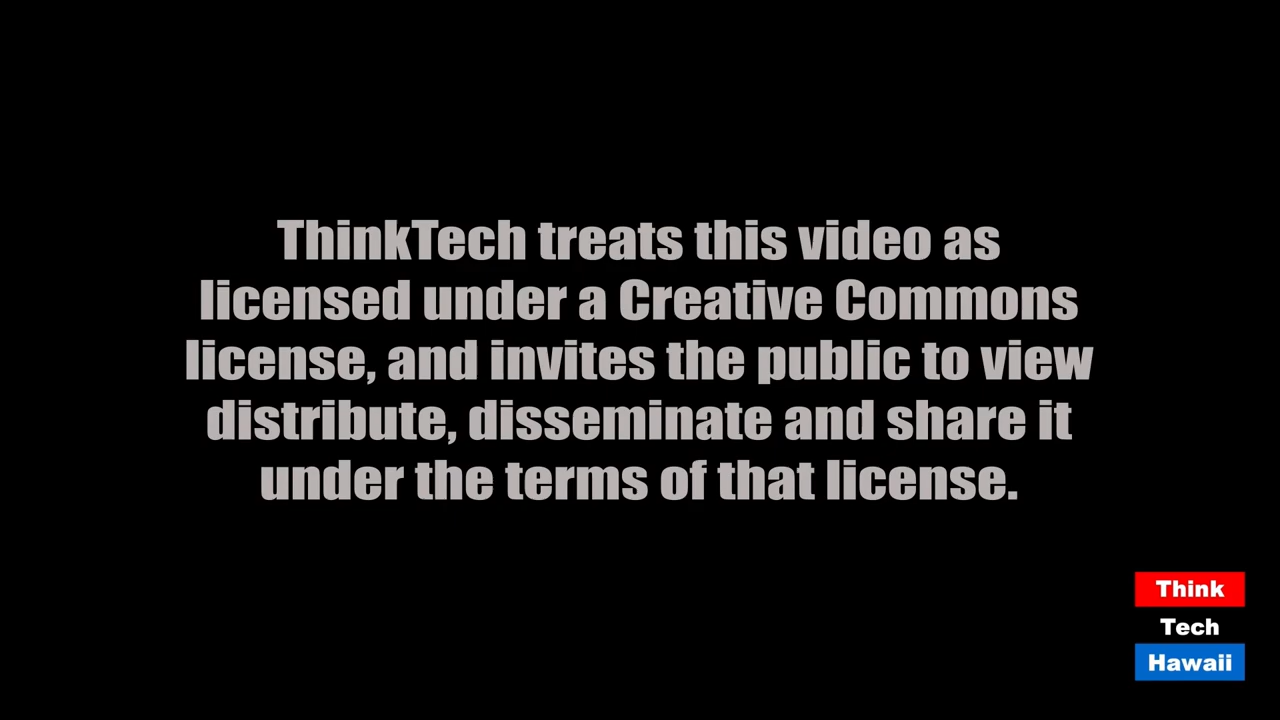 ThinkTech treats this video as
licensed under a Creative Commons
license, and invites the public to view
distribute, disseminate and share it
under the terms of that license.
Think
Tech
Hawaii